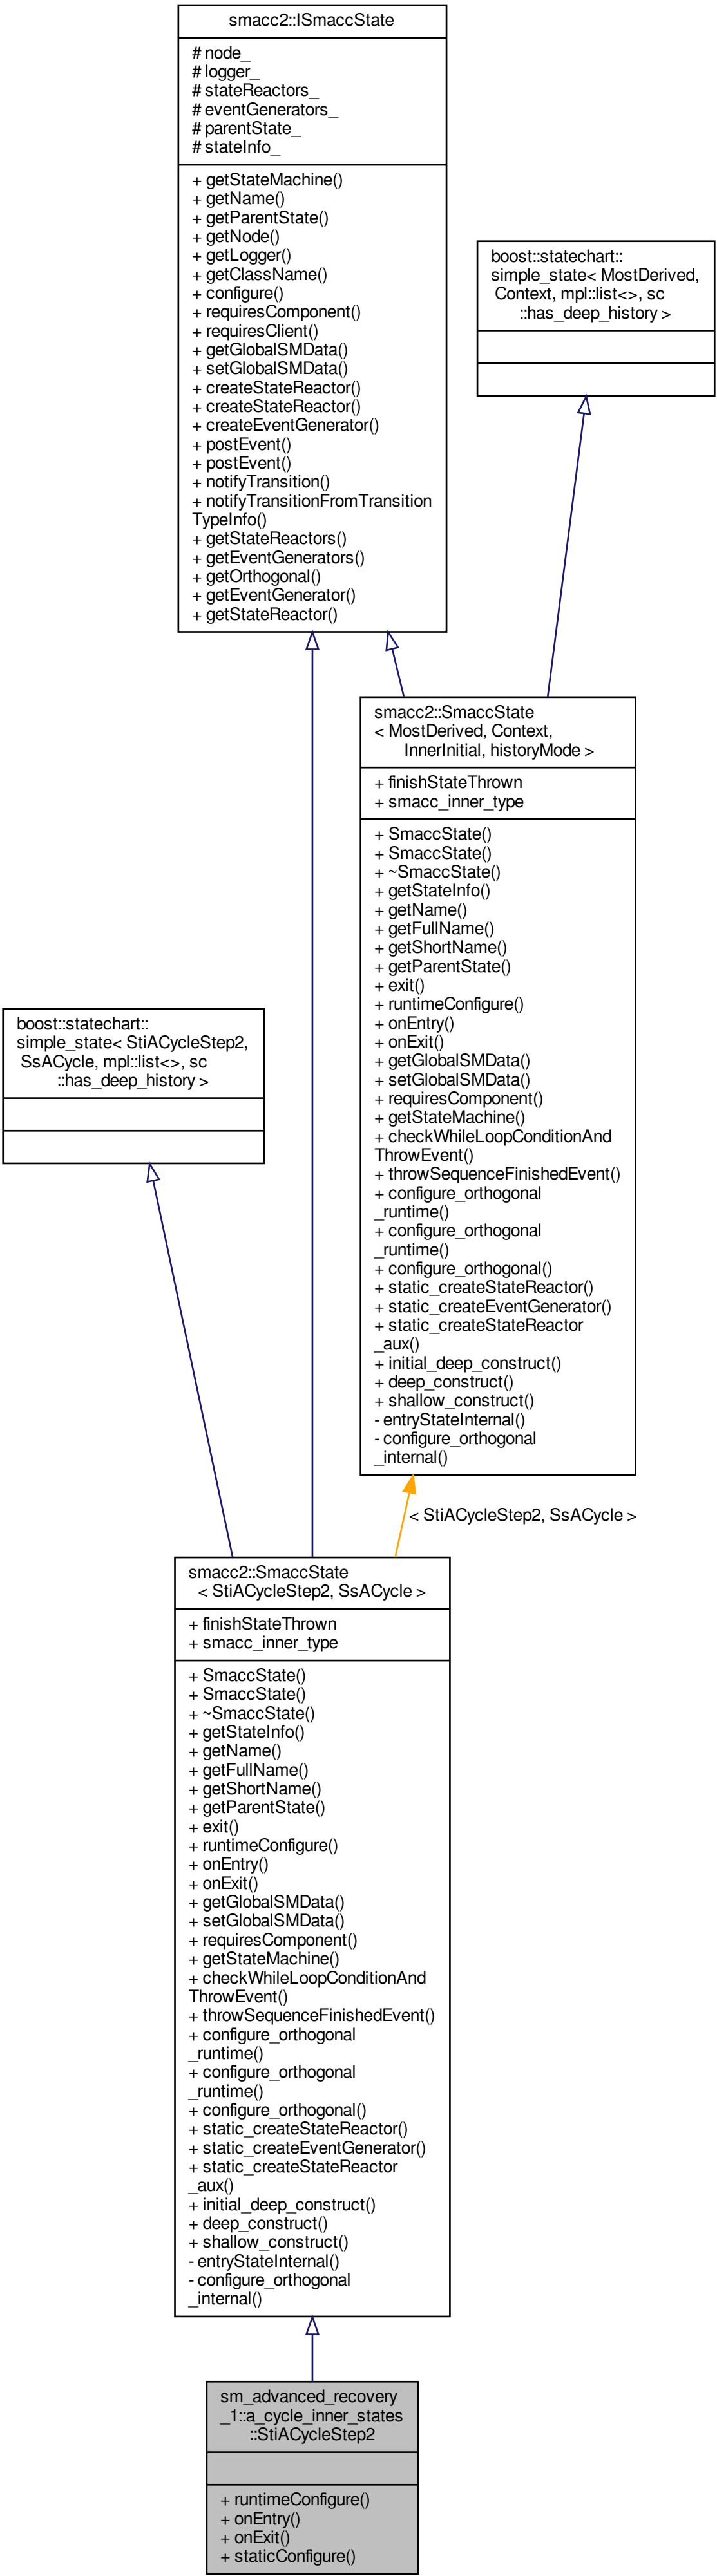 smacc2::ISmaccState
# node_
# logger_
# stateReactors_
# eventGenerators_
# parentState_
# stateInfo_
+ getStateMachine()
+ getName()
+ getParentState()
+ getNode()
+ getLogger()
+ getClassName()
+ configure()
+ requiresComponent()
+ requiresClient()
+ getGlobalSMData()
+ setGlobalSMData()
+ createStateReactor()
+ createStateReactor()
+ createEventGenerator()
+ postEvent()
+ postEvent()
+ notifyTransition()
+ notifyTransitionFromTransition
TypeInfo()
+ getStateReactors()
+ getEventGenerators()
+ getOrthogonal()
+ getEventGenerator()
+ getStateReactor()
boost::statechart::
simple_state< MostDerived,
Context, mpl::list<>, sc
::has_deep_history >
smacc2::SmaccState
< MostDerived, Context,
InnerInitial, historyMode >
+ finishStateThrown
+ smacc_inner_type
+ SmaccState()
+ SmaccState()
+ ~SmaccState()
+ getStateInfo()
+ getName()
+ getFullName()
+ getShortName()
+ getParentState()
+ exit()
+ runtimeConfigure()
+ onEntry()
+ onExit()
+ getGlobalSMData()
+ setGlobalSMData()
+ requiresComponent()
+ getStateMachine()
+ checkWhileLoopConditionAnd
ThrowEvent()
+ throwSequenceFinishedEvent()
+ configure_orthogonal
_runtime()
+ configure_orthogonal
_runtime()
+ configure_orthogonal()
+ static_createStateReactor()
+ static_createEventGenerator()
+ static_createStateReactor
_aux()
+ initial_deep_construct()
+ deep_construct()
+ shallow_construct()
- entryStateInternal()
- configure_orthogonal
_internal()
boost::statechart::
simple_state< StiACycleStep2,
SsACycle, mpl::list<>, sc
::has_deep_history >
< StiACycleStep2, SsACycle >
smacc2::SmaccState
< StiACycleStep2, SsACycle >
+ finishStateThrown
+ smacc_inner_type
+ SmaccState()
+ SmaccState()
+ ~SmaccState()
+ getStateInfo()
+ getName()
+ getFullName()
+ getShortName()
+ getParentState()
+ exit()
+ runtimeConfigure()
+ onEntry()
+ onExit()
+ getGlobalSMData()
+ setGlobalSMData()
+ requiresComponent()
+ getStateMachine()
+ checkWhileLoopConditionAnd
ThrowEvent()
+ throwSequenceFinishedEvent()
+ configure_orthogonal
_runtime()
+ configure_orthogonal
_runtime()
+ configure_orthogonal()
+ static_createStateReactor()
+ static_createEventGenerator()
+ static_createStateReactor
_aux()
+ initial_deep_construct()
+ deep_construct()
+ shallow_construct()
- entryStateInternal()
- configure_orthogonal
_internal()
sm_advanced_recovery
_1::a_cycle_inner_states
::StiACycleStep2
+ runtimeConfigure()
+ onEntry()
+ onExit()
+ staticConfigure()